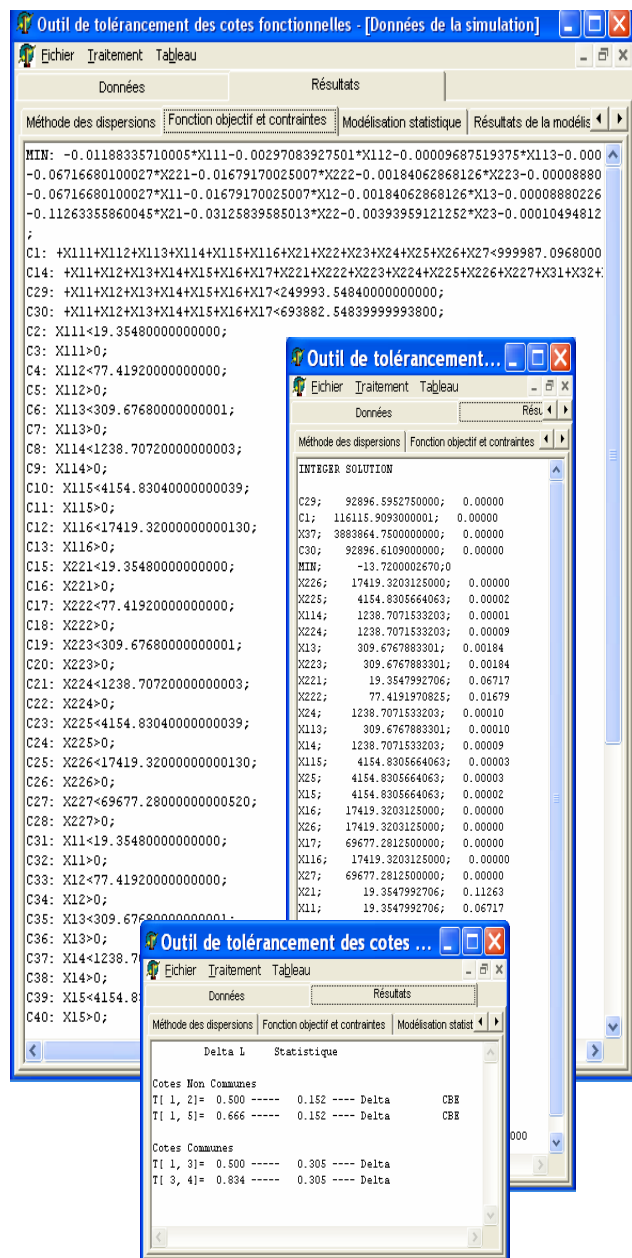 Outil de tolérancement des cotes fonctionnelles - [Données de la simulation]
Fichier Traitement Tableau
Données Résultats
Méthode des dispersions Fonction objectif et contraintes Modélisation statistique Résultats de la modélis
MIN: -0.01188335710005*X111-0.00297083927501*X112-0.00009687519375*X113-0.000
-0.06716680100027*X221-0.01679170025007*X222-0.00184062868126*X223-0.00008880
-0.06716680100027*X11-0.01679170025007*X12-0.00184062868126*X13-0.00008880226
-0.11263355860045*X21-0.03125839585013*X22-0.00393959121252*X23-0.00010494812
;
C1: +X111+X112+X113+X114+X115+X116+X21+X22+X23+X24+X25+X26+X27<999987.0968000
C14: +X11+X12+X13+X14+X15+X16+X17+X221+X222+X223+X224+X225+X226+X227+X31+X32+
C29: +X11+X12+X13+X14+X15+X16+X17<249993.54840000000000;
C30: +X11+X12+X13+X14+X15+X16+X17<693882.54839999993800;
C2: X111<19.35480000000000;
C3: X111>0;
C4: X112<77.41920000000000;
C5: X112>0;
C6: X113<309.67680000000001;
C7: X113>0;
C8: X114<1238.70720000000003;
C9: X114>0;
C10: X115<4154.83040000000039;
C11: X115>0;
C12: X116<17419.32000000000130;
C13: X116>0;
C15: X221<19.35480000000000;
C16: X221>0;
C17: X222<77.41920000000000;
C18: X222>0;
C19: X223<309.67680000000001;
C20: X223>0;
C21: X224<1238.70720000000003;
C22: X224>0;
C23: X225<4154.83040000000039;
C24: X225>0;
C25: X226<17419.32000000000130;
C26: X226>0;
C27: X227<69677.28000000000520;
C28: X227>0;
C31: X11<19.35480000000000;
C32: X11>0;
C33: X12<77.41920000000000;
C34: X12>0;
C35: X13<309.67680000000001;
C36: X13>0;
C37: X14<1238.7
C38: X14>0;
C39: X15<4154.8
C40: X15>0;
Outil de tolérancement...
Fichier Traitement Tableau
Données Résu
Méthode des dispersions Fonction objectif et contraintes
INTEGER SOLUTION
C29; 92896.5952750000; 0.00000
C1; 116115.9093000001; 0.00000
X37; 3883864.7500000000; 0.00000
C30; 92896.6109000000; 0.00000
MIN; -13.7200002670;0
X226; 17419.3203125000; 0.00000
X225; 4154.8305664063; 0.00002
X114; 1238.7071533203; 0.00001
X224; 1238.7071533203; 0.00009
X13; 309.6767883301; 0.00184
X223; 309.6767883301; 0.00184
X221; 19.3547992706; 0.06717
X222; 77.4191970825; 0.01679
X24; 1238.7071533203; 0.00010
X113; 309.6767883301; 0.00010
X14; 1238.7071533203; 0.00009
X115; 4154.8305664063; 0.00003
X25; 4154.8305664063; 0.00003
X15; 4154.8305664063; 0.00002
X16; 17419.3203125000; 0.00000
X26; 17419.3203125000; 0.00000
X17; 69677.2812500000; 0.00000
X116; 17419.3203125000; 0.00000
X27; 69677.2812500000; 0.00000
X21; 19.3547992706; 0.11263
X11; 19.3547992706; 0.06717
000
Outil de tolérancement des cotes ...
Fichier Traitement Tableau
Données Résultats
Méthode des dispersions Fonction objectif et contraintes Modélisation statist
Delta L Statistique
Cotes Non Communes
T[ 1, 2]= 0.500 ----- 0.152 ---- Delta CBE
T[ 1, 5]= 0.666 ----- 0.152 ---- Delta CBE
Cotes Communes
T[ 1, 3]= 0.500 ----- 0.305 ---- Delta
T[ 3, 4]= 0.834 ----- 0.305 ---- Delta